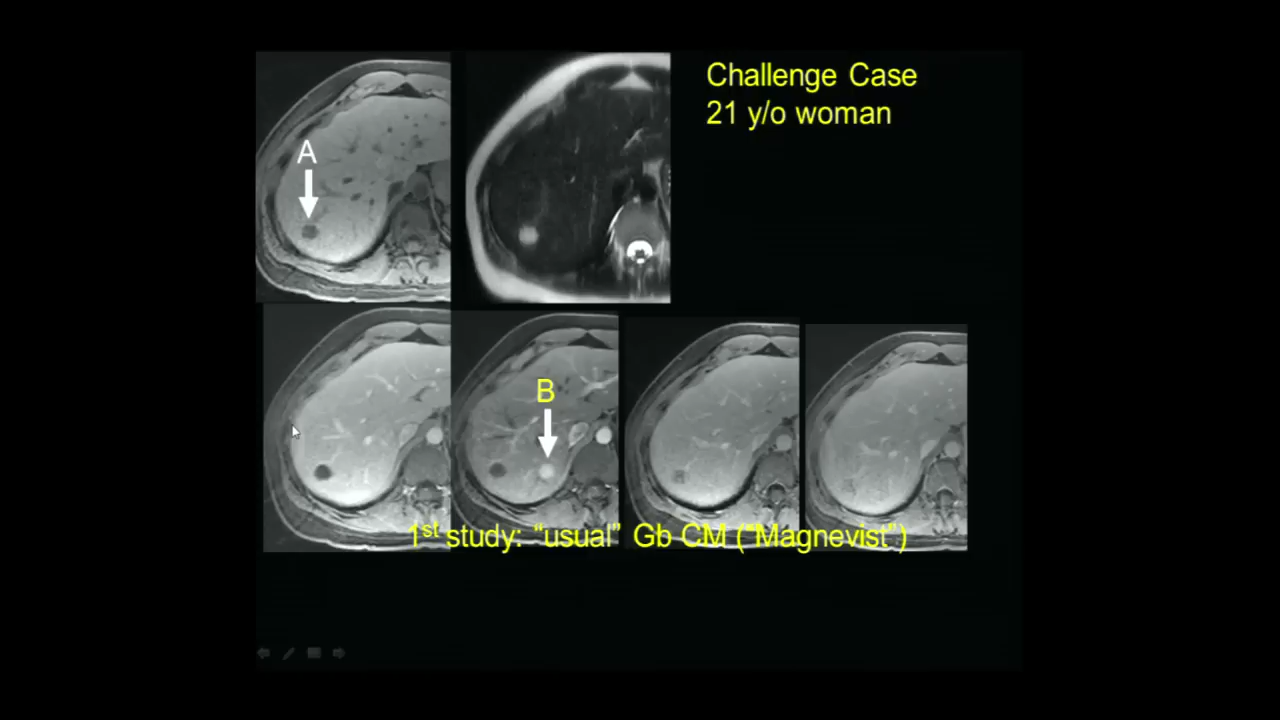 Challenge Case
21 y/o woman
A
B
1st study: “usual” Gb CM (“Magnevist”)